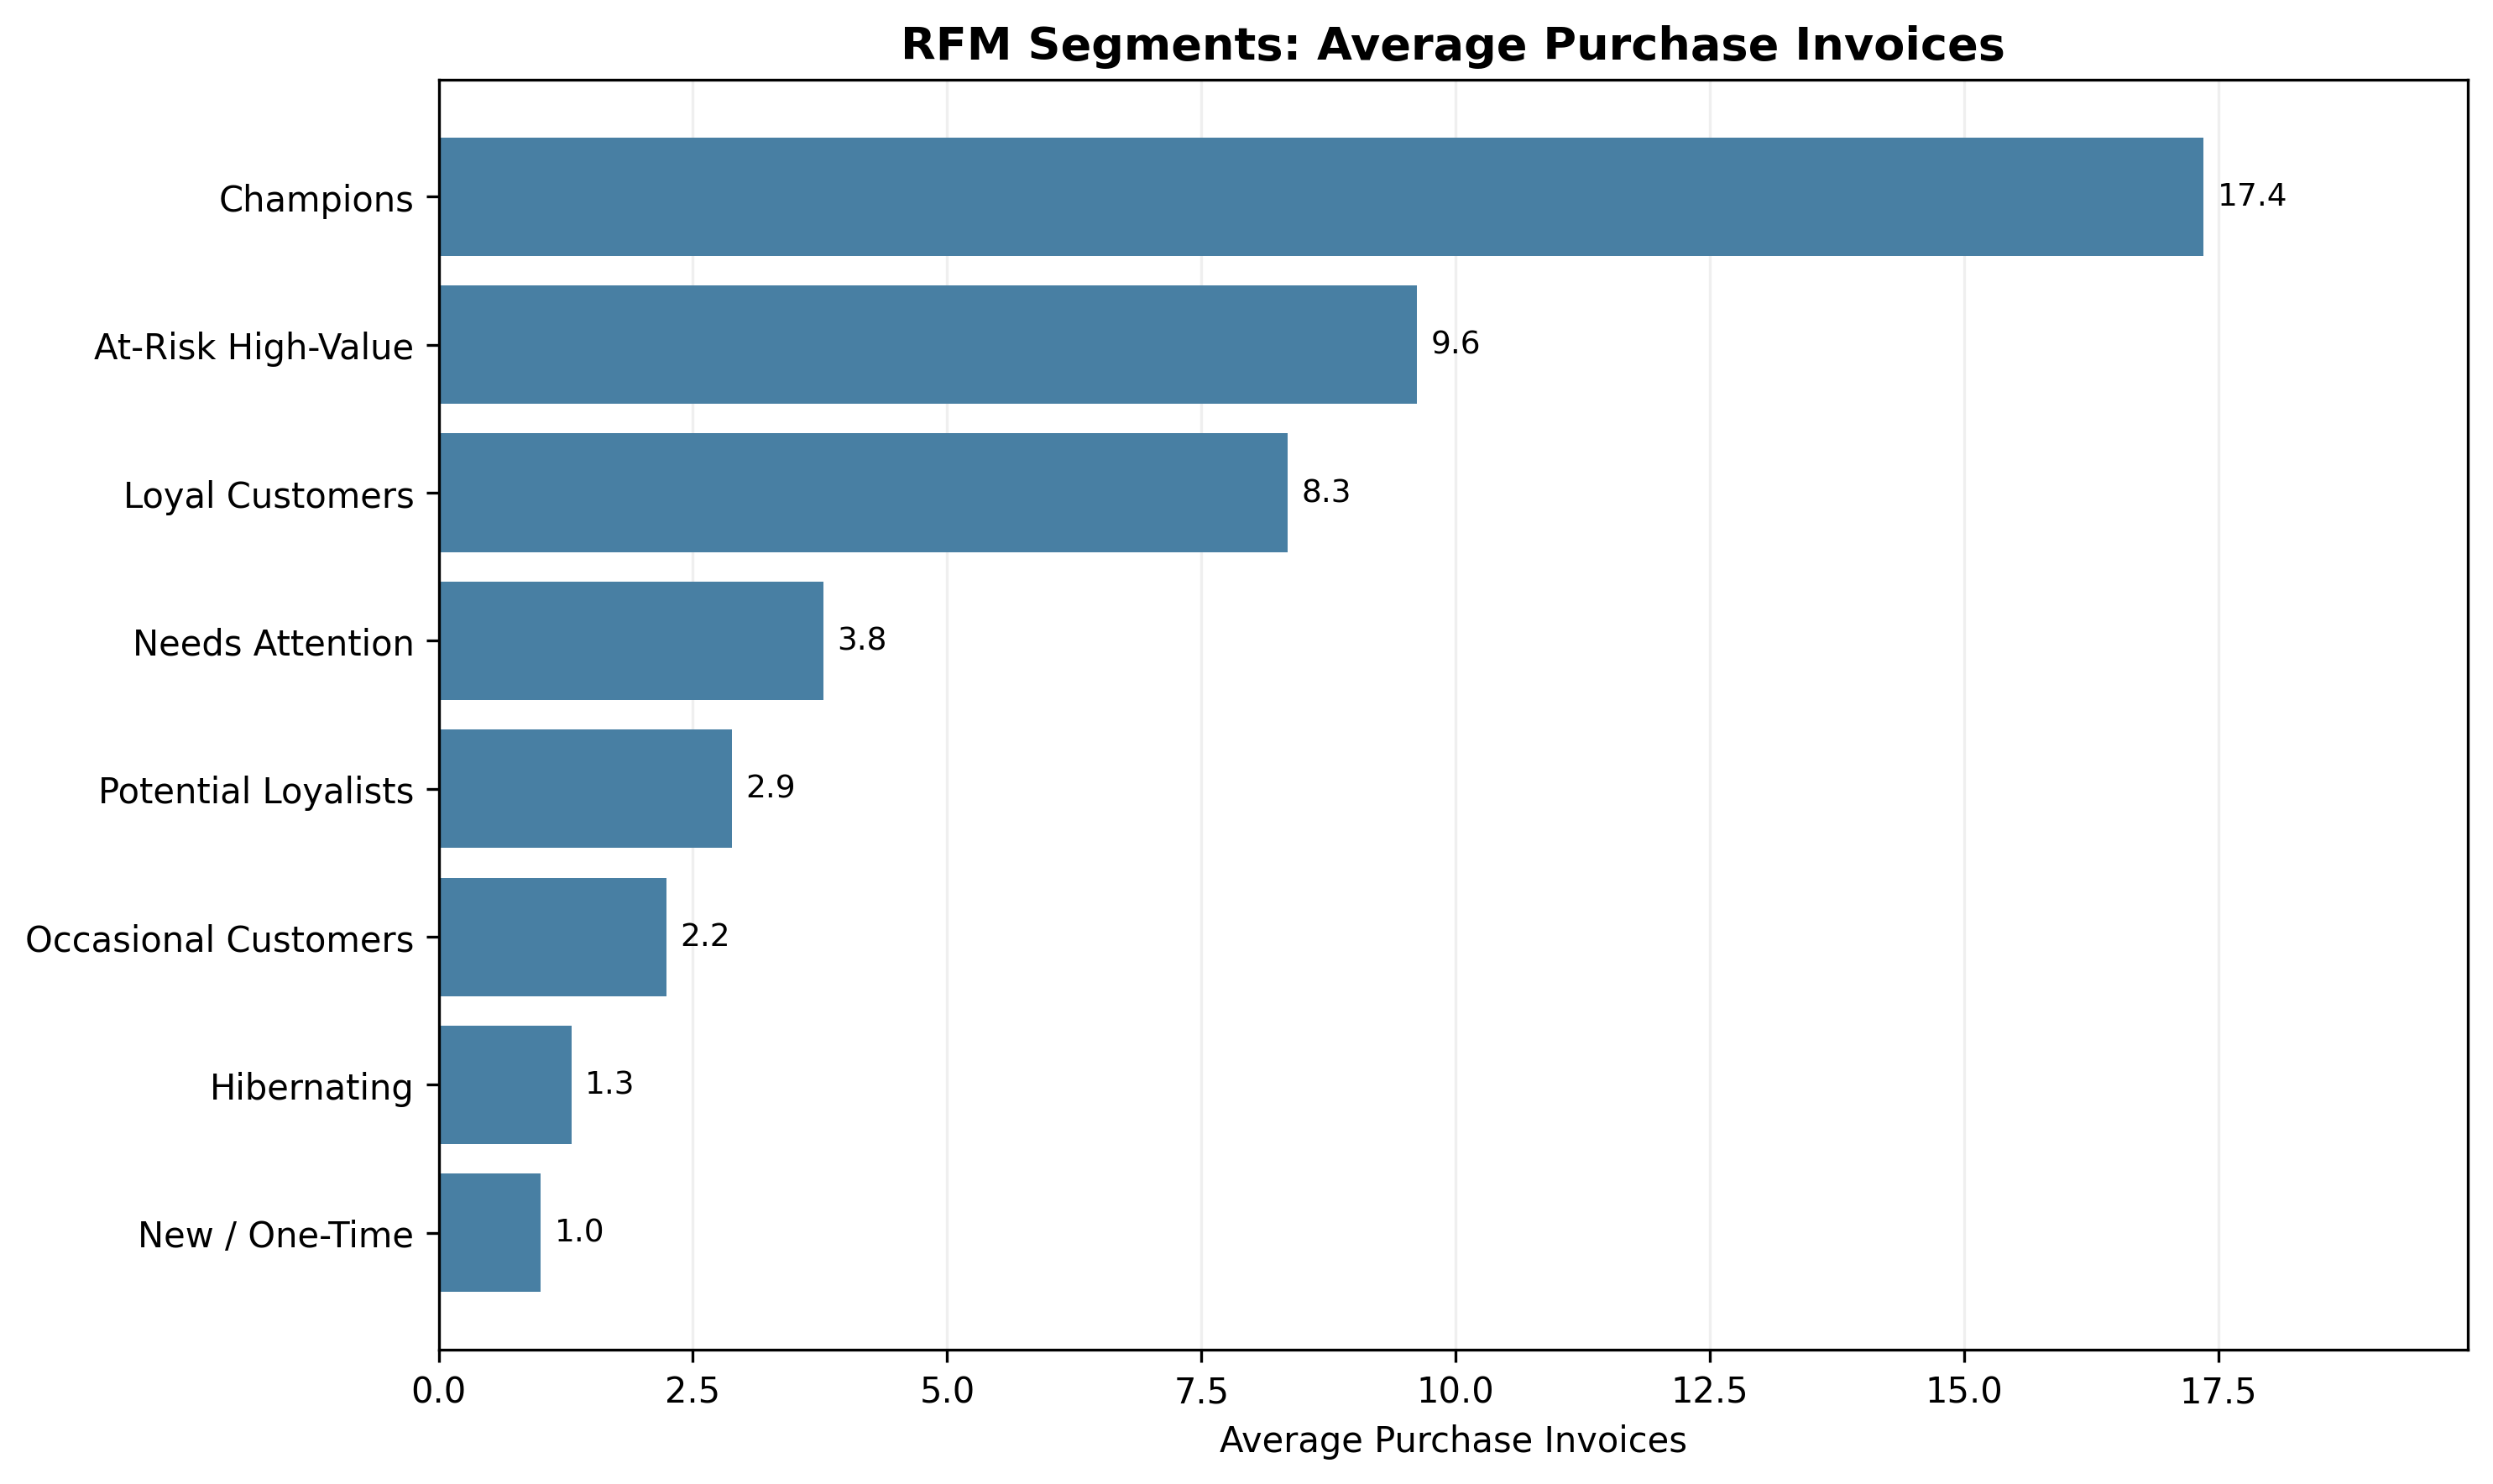 RFM Segments: Average Purchase Invoices
Champions 17.4
At-Risk High-Value 9.6
Loyal Customers 8.3
Needs Attention 3.8
Potential Loyalists 2.9
Occasional Customers 2.2
Hibernating 1.3
New / One-Time 1.0
0.0 2.5 5.0 7.5 10.0 12.5 15.0 17.5
Average Purchase Invoices